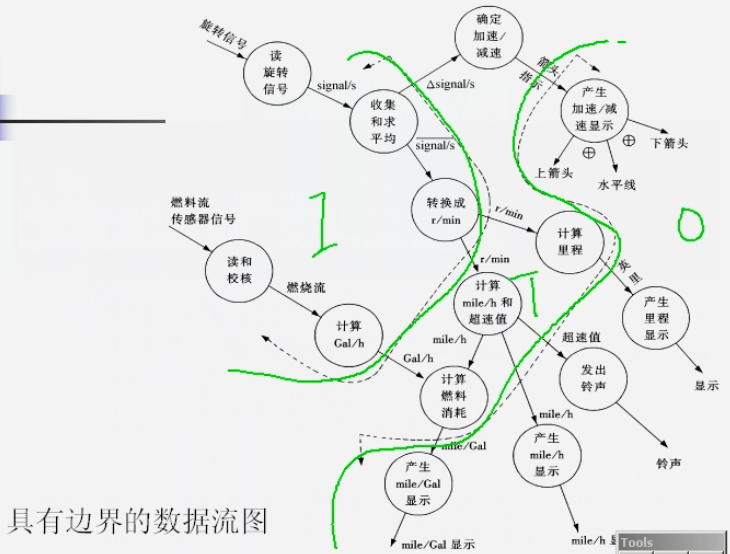 旋转信号
读
旋转
信号
signal/s
确定
加速/
减速
Δsignal/s
箭头
指示
收集
和求
平均
signal/s
产生
加速/减
速显示
⊕
⊕
下箭头
上箭头
水平线
燃料流
传感器信号
1
转换成
r/min
r/min
计算
里程
0
读和
校核
r/min
英
里
燃烧流
计算
mile/h 和
超速值
1
产生
里程
显示
计算
Gal/h
mile/h
超速值
Gal/h
计算
燃料
消耗
发出
铃声
显示
mile/h
mile/Gal
产生
mile/Gal
显示
产生
mile/h
显示
铃声
具有边界的数据流图
mile/Gal 显示
mile/h
Tools